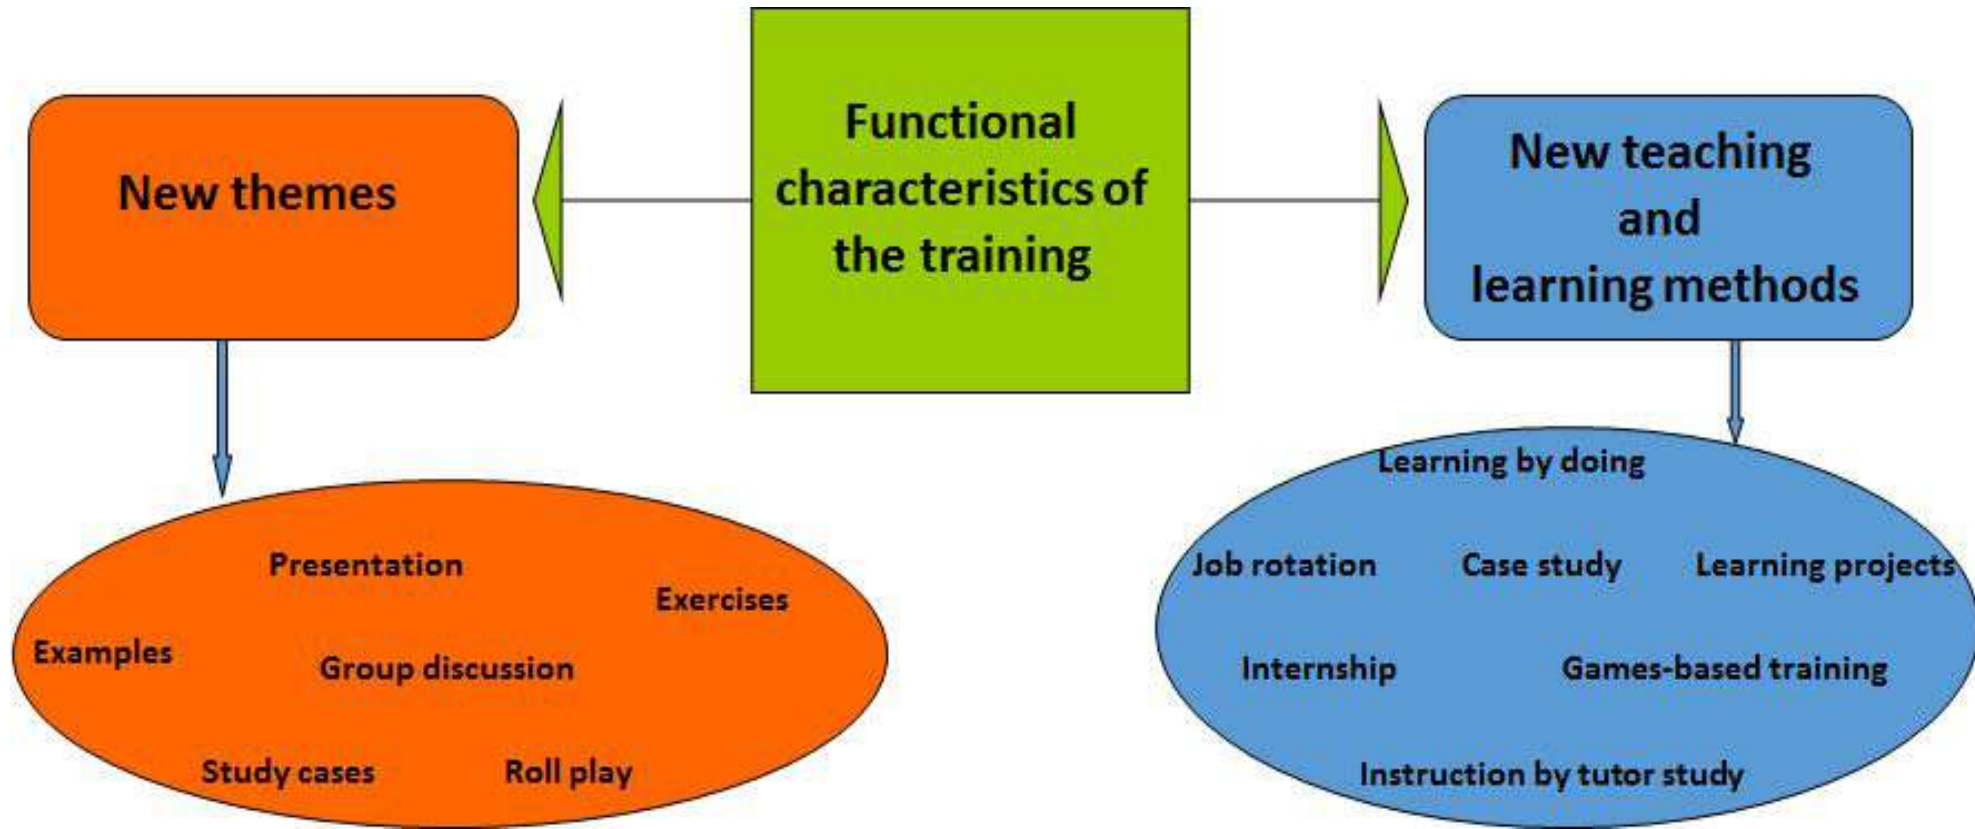 New themes
Functional
characteristics of
the training
New teaching
and
learning methods
Presentation
Exercises
Examples
Group discussion
Study cases
Roll play
Learning by doing
Job rotation
Case study
Learning projects
Internship
Games-based training
Instruction by tutor study